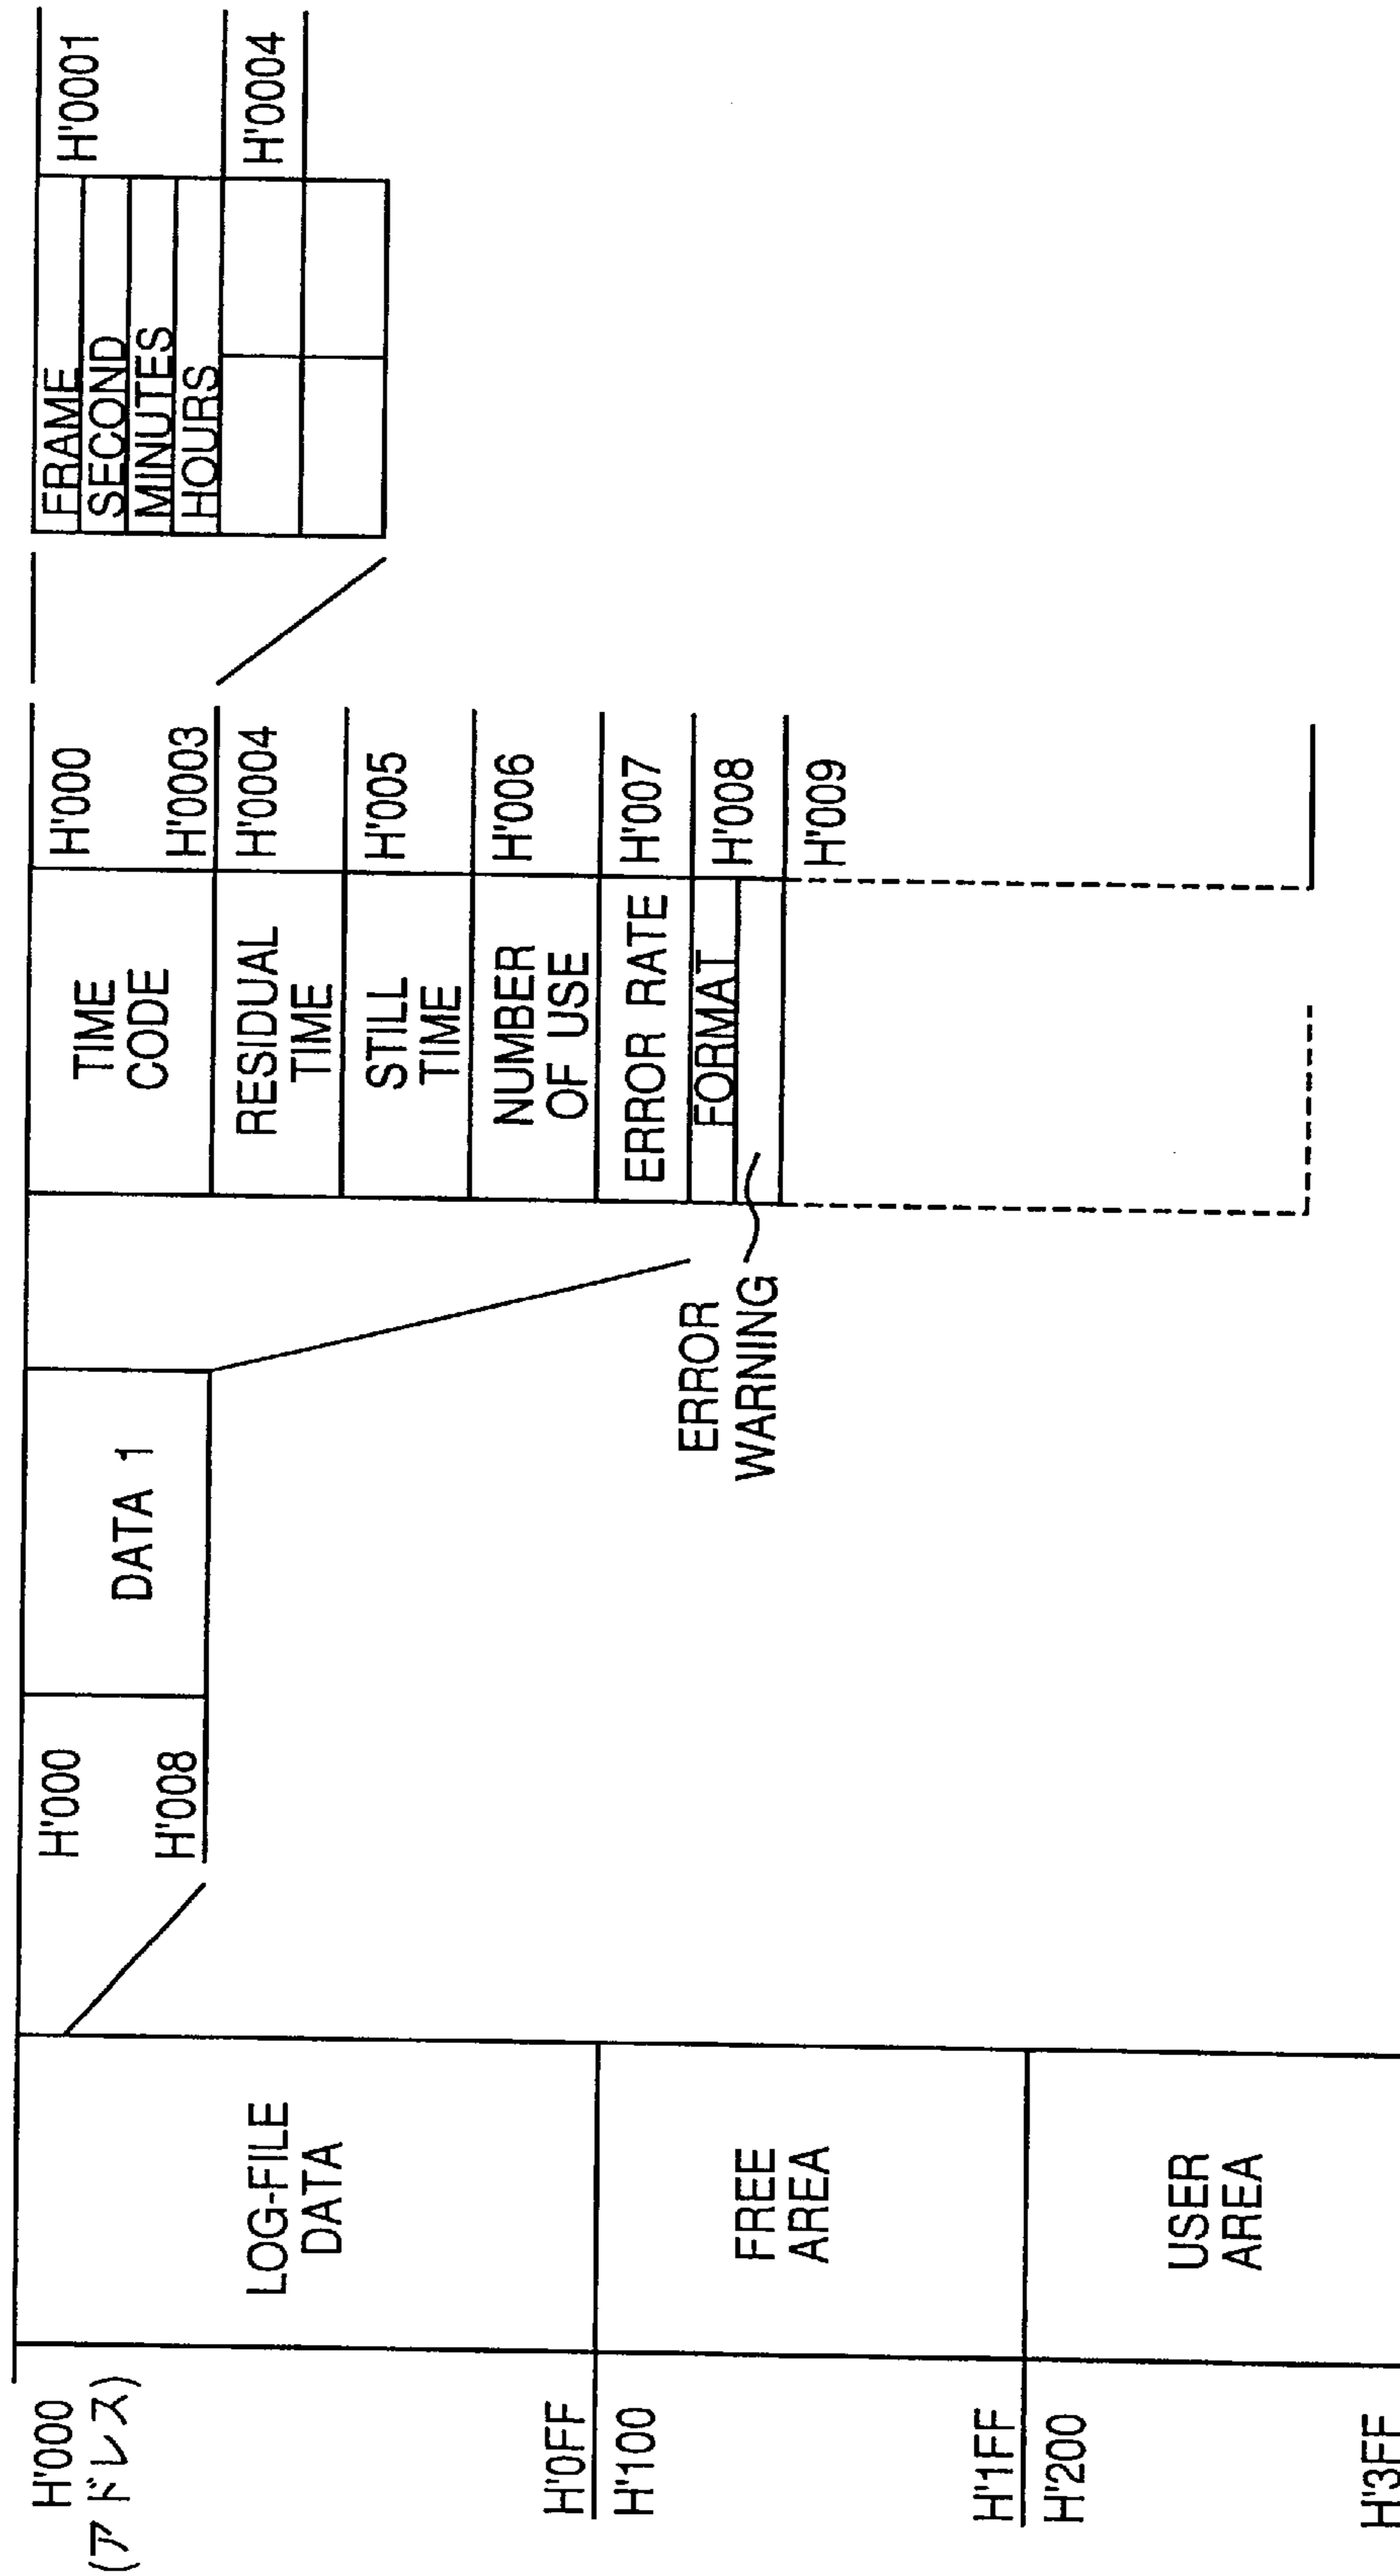 H'000
(アドレス)
LOG-FILE
DATA
H'0FF
H'100
FREE
AREA
H'1FF
H'200
USER
AREA
H'3FF
H'000
DATA 1
H'008
TIME
CODE
H'000
H'0003
RESIDUAL
TIME
H'0004
STILL
TIME
H'005
NUMBER
OF USE
H'006
ERROR RATE
H'007
FORMAT
H'008
ERROR
WARNING
H'009
FRAME
H'0001
SECOND
MINUTES
HOURS
H'0004